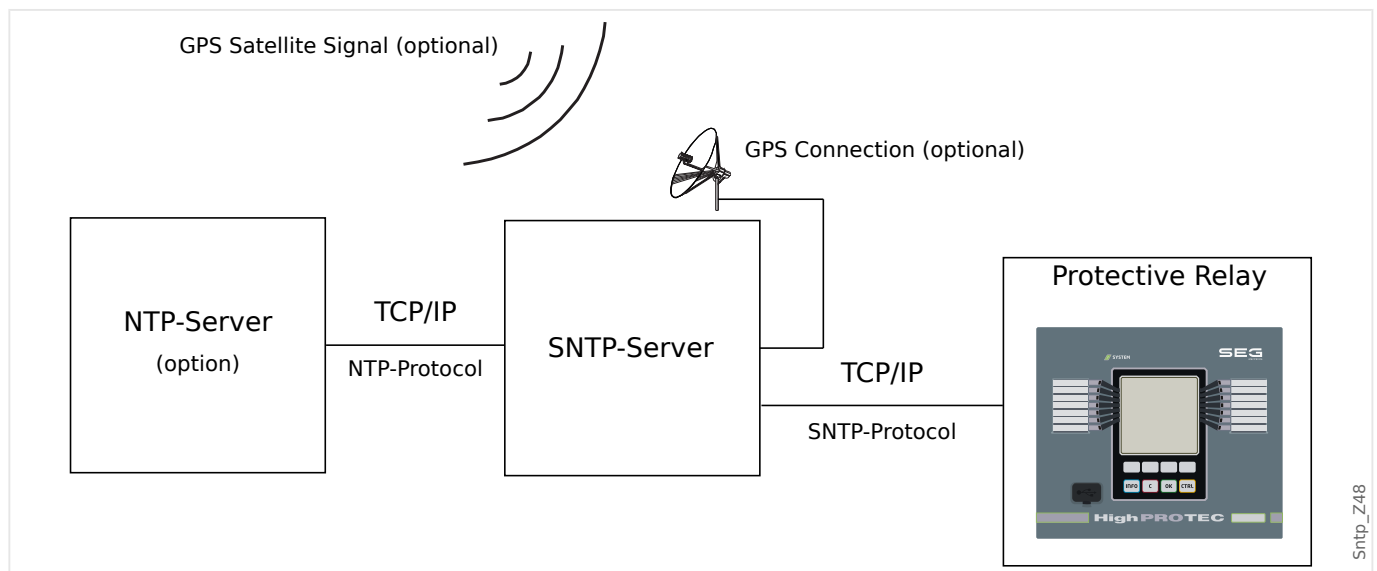 GPS Satellite Signal (optional)
GPS Connection (optional)
NTP-Server
(option)
TCP/IP
NTP-Protocol
SNTP-Server
TCP/IP
SNTP-Protocol
Protective Relay
SYSTEM
SEG
INFO
C
OK
CTRL
HighPROTEC
Sntp_Z48